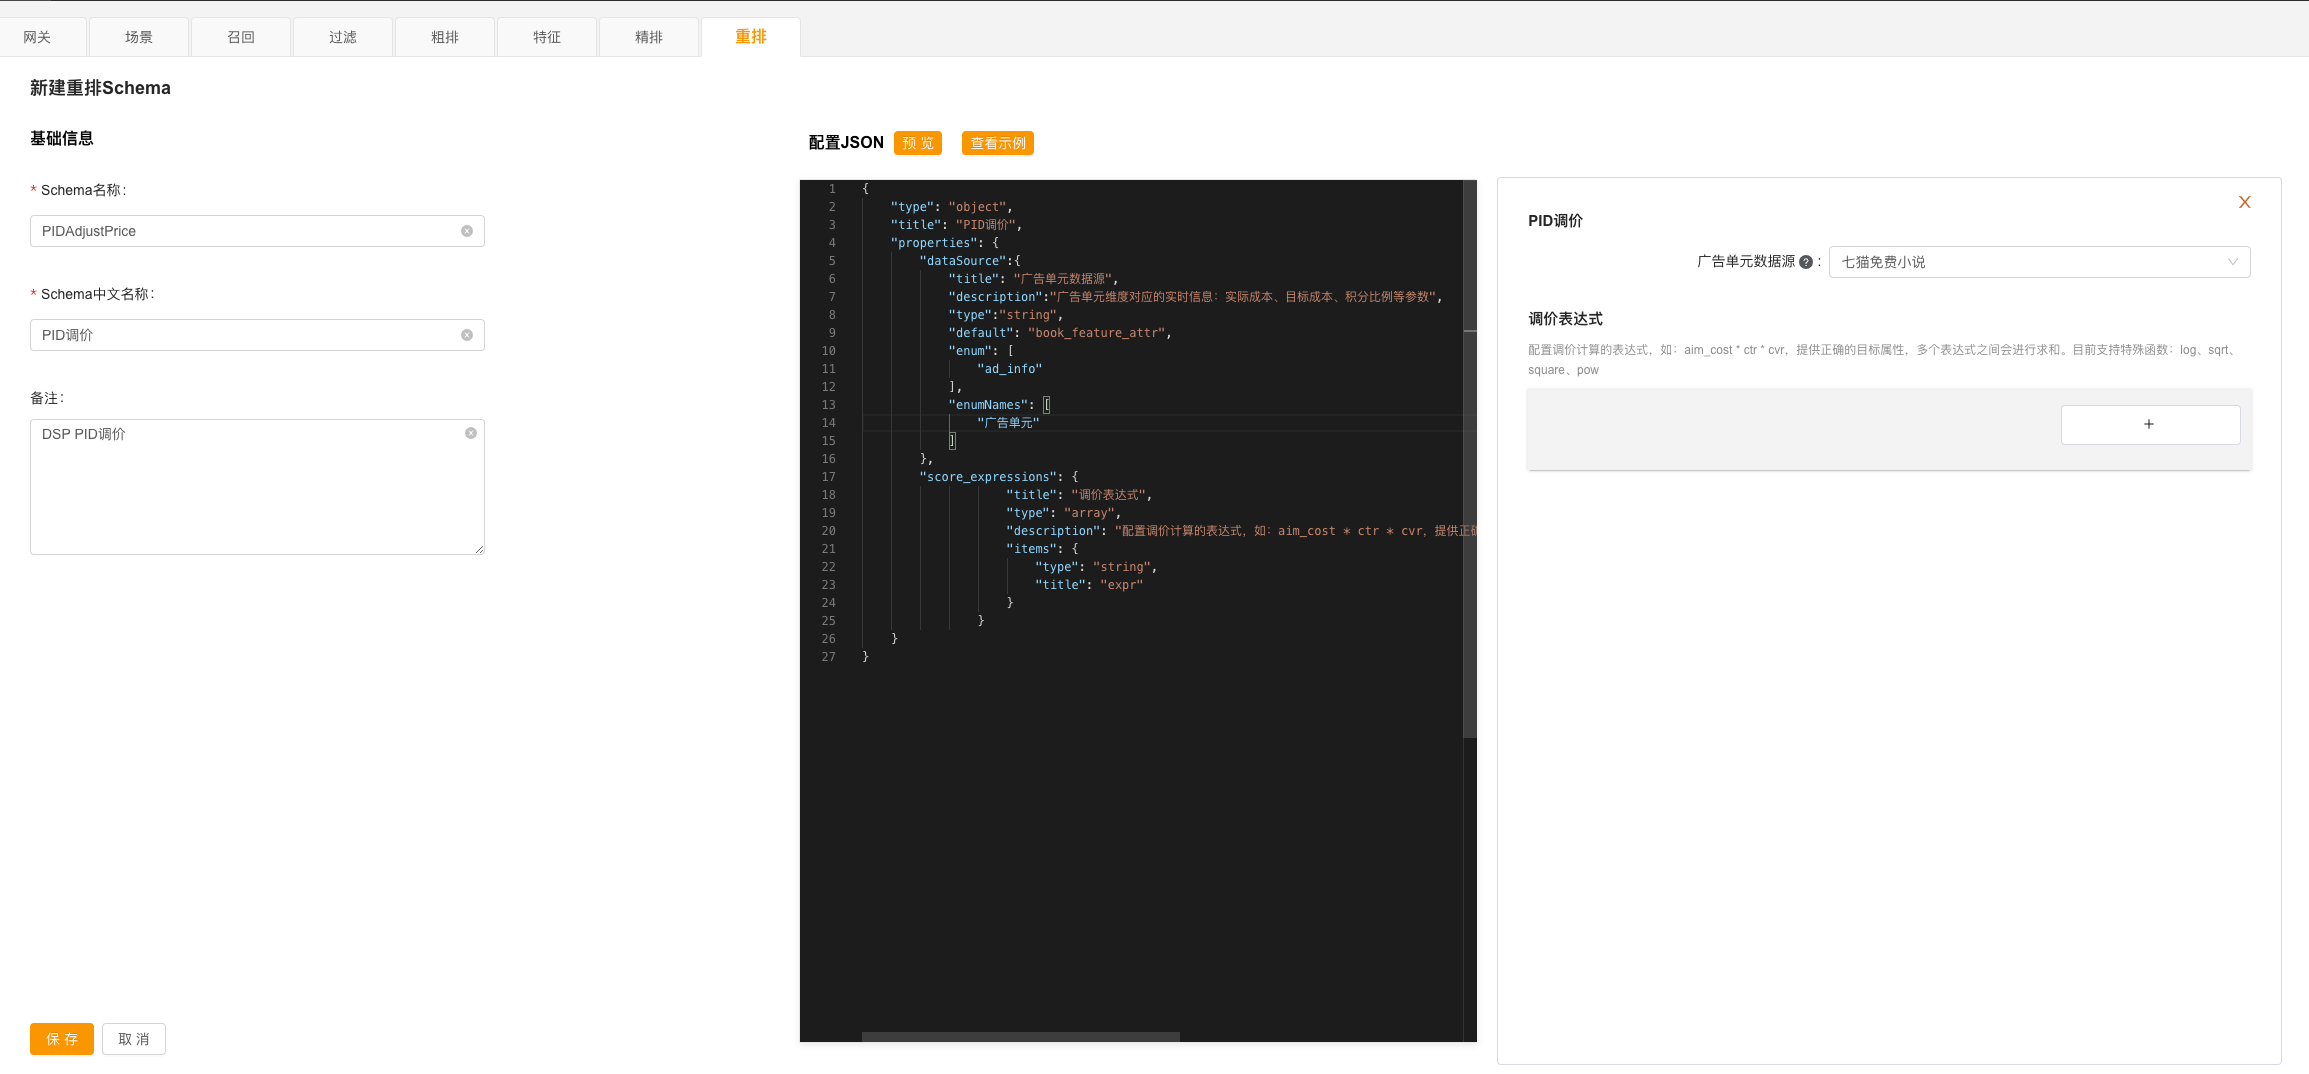 网关 场景 召回 过滤 粗排 特征 精排 重排
新建重排Schema
基础信息
* Schema名称:
PIDAdjustPrice
* Schema中文名称:
PID调价
备注:
DSP PID调价
保 存 取 消
配置JSON 预 览 查看示例
1 {
2 "type": "object",
3 "title": "PID调价",
4 "properties": {
5 "dataSource":{
6 "title": "广告单元数据源",
7 "description":"广告单元维度对应的实时信息：实际成本、目标成本、积分比例等参数",
8 "type":"string",
9 "default": "book_feature_attr",
10 "enum": [
11 "ad_info"
12 ],
13 "enumNames": [
14 "广告单元"
15 ]
16 },
17 "score_expressions": {
18 "title": "调价表达式",
19 "type": "array",
20 "description": "配置调价计算的表达式，如：aim_cost * ctr * cvr，提供正确
21 "items": {
22 "type": "string",
23 "title": "expr"
24 }
25 }
26 }
27 }
X
PID调价
广告单元数据源 ? : 七猫免费小说
调价表达式
配置调价计算的表达式，如：aim_cost * ctr * cvr，提供正确的目标属性，多个表达式之间会进行求和。目前支持特殊函数：log、sqrt、
square、pow
+